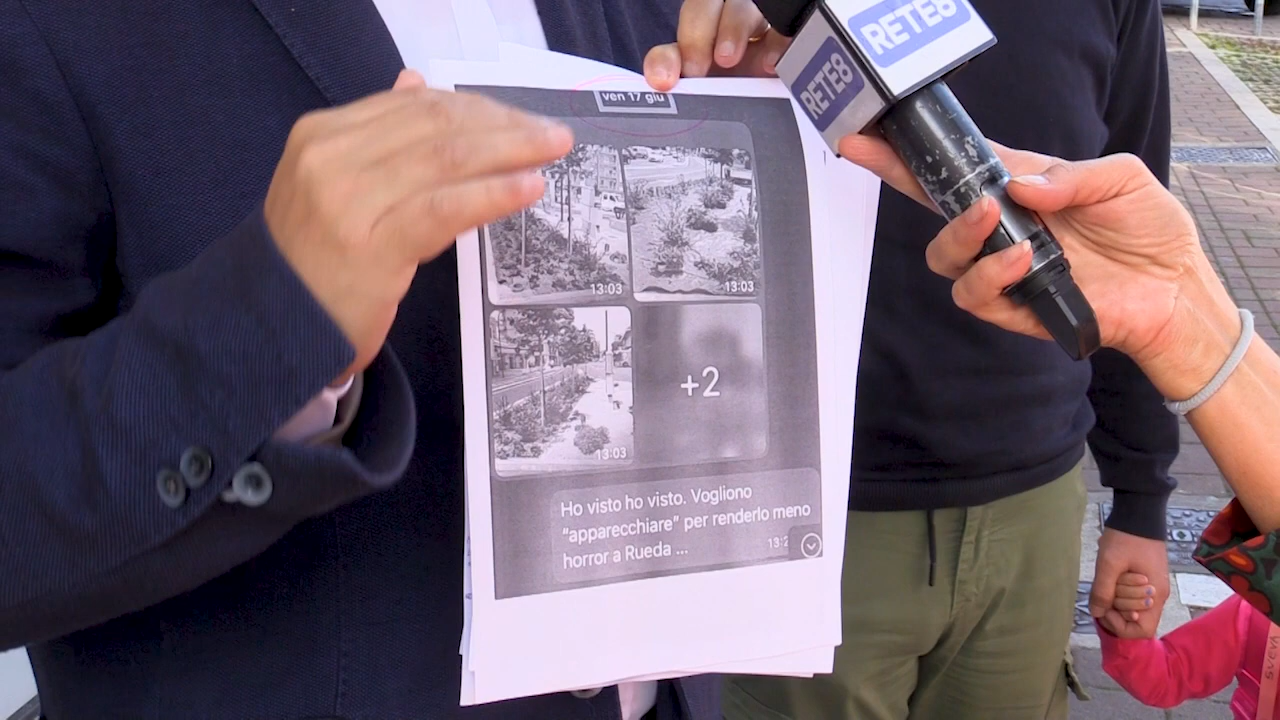 RETE8
RETE8
ven 17 giu
13:03
13:03
13:03
+2
Ho visto ho visto. Vogliono
“apparecchiare” per renderlo meno
horror a Rueda ...
SVEVA